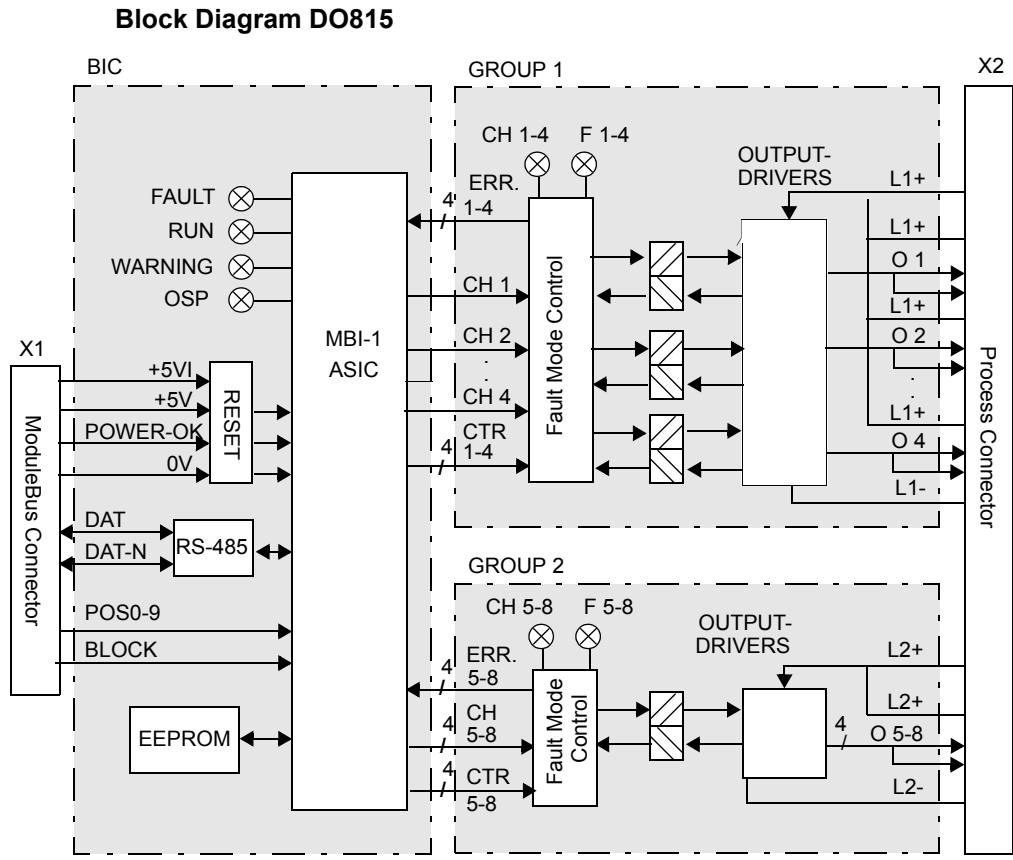 Block Diagram DO815
BIC
GROUP 1
X2
CH 1-4
F 1-4
OUTPUT-
DRIVERS
FAULT
RUN
WARNING
OSP
ERR.
1-4
4
L1+
L1+
O 1
L1+
O 2
.
.
L1+
O 4
L1-
CH 1
CH 2
.
.
CH 4
CTR
1-4
4
MBI-1
ASIC
Fault Mode Control
X1
ModuleBus Connector
+5VI
+5V
POWER-OK
0V
RESET
DAT
DAT-N
RS-485
POS0-9
BLOCK
EEPROM
Process Connector
GROUP 2
CH 5-8
F 5-8
OUTPUT-
DRIVERS
ERR.
5-8
4
CH
5-8
4
CTR
5-8
4
Fault Mode
Control
L2+
L2+
4
O 5-8
L2-